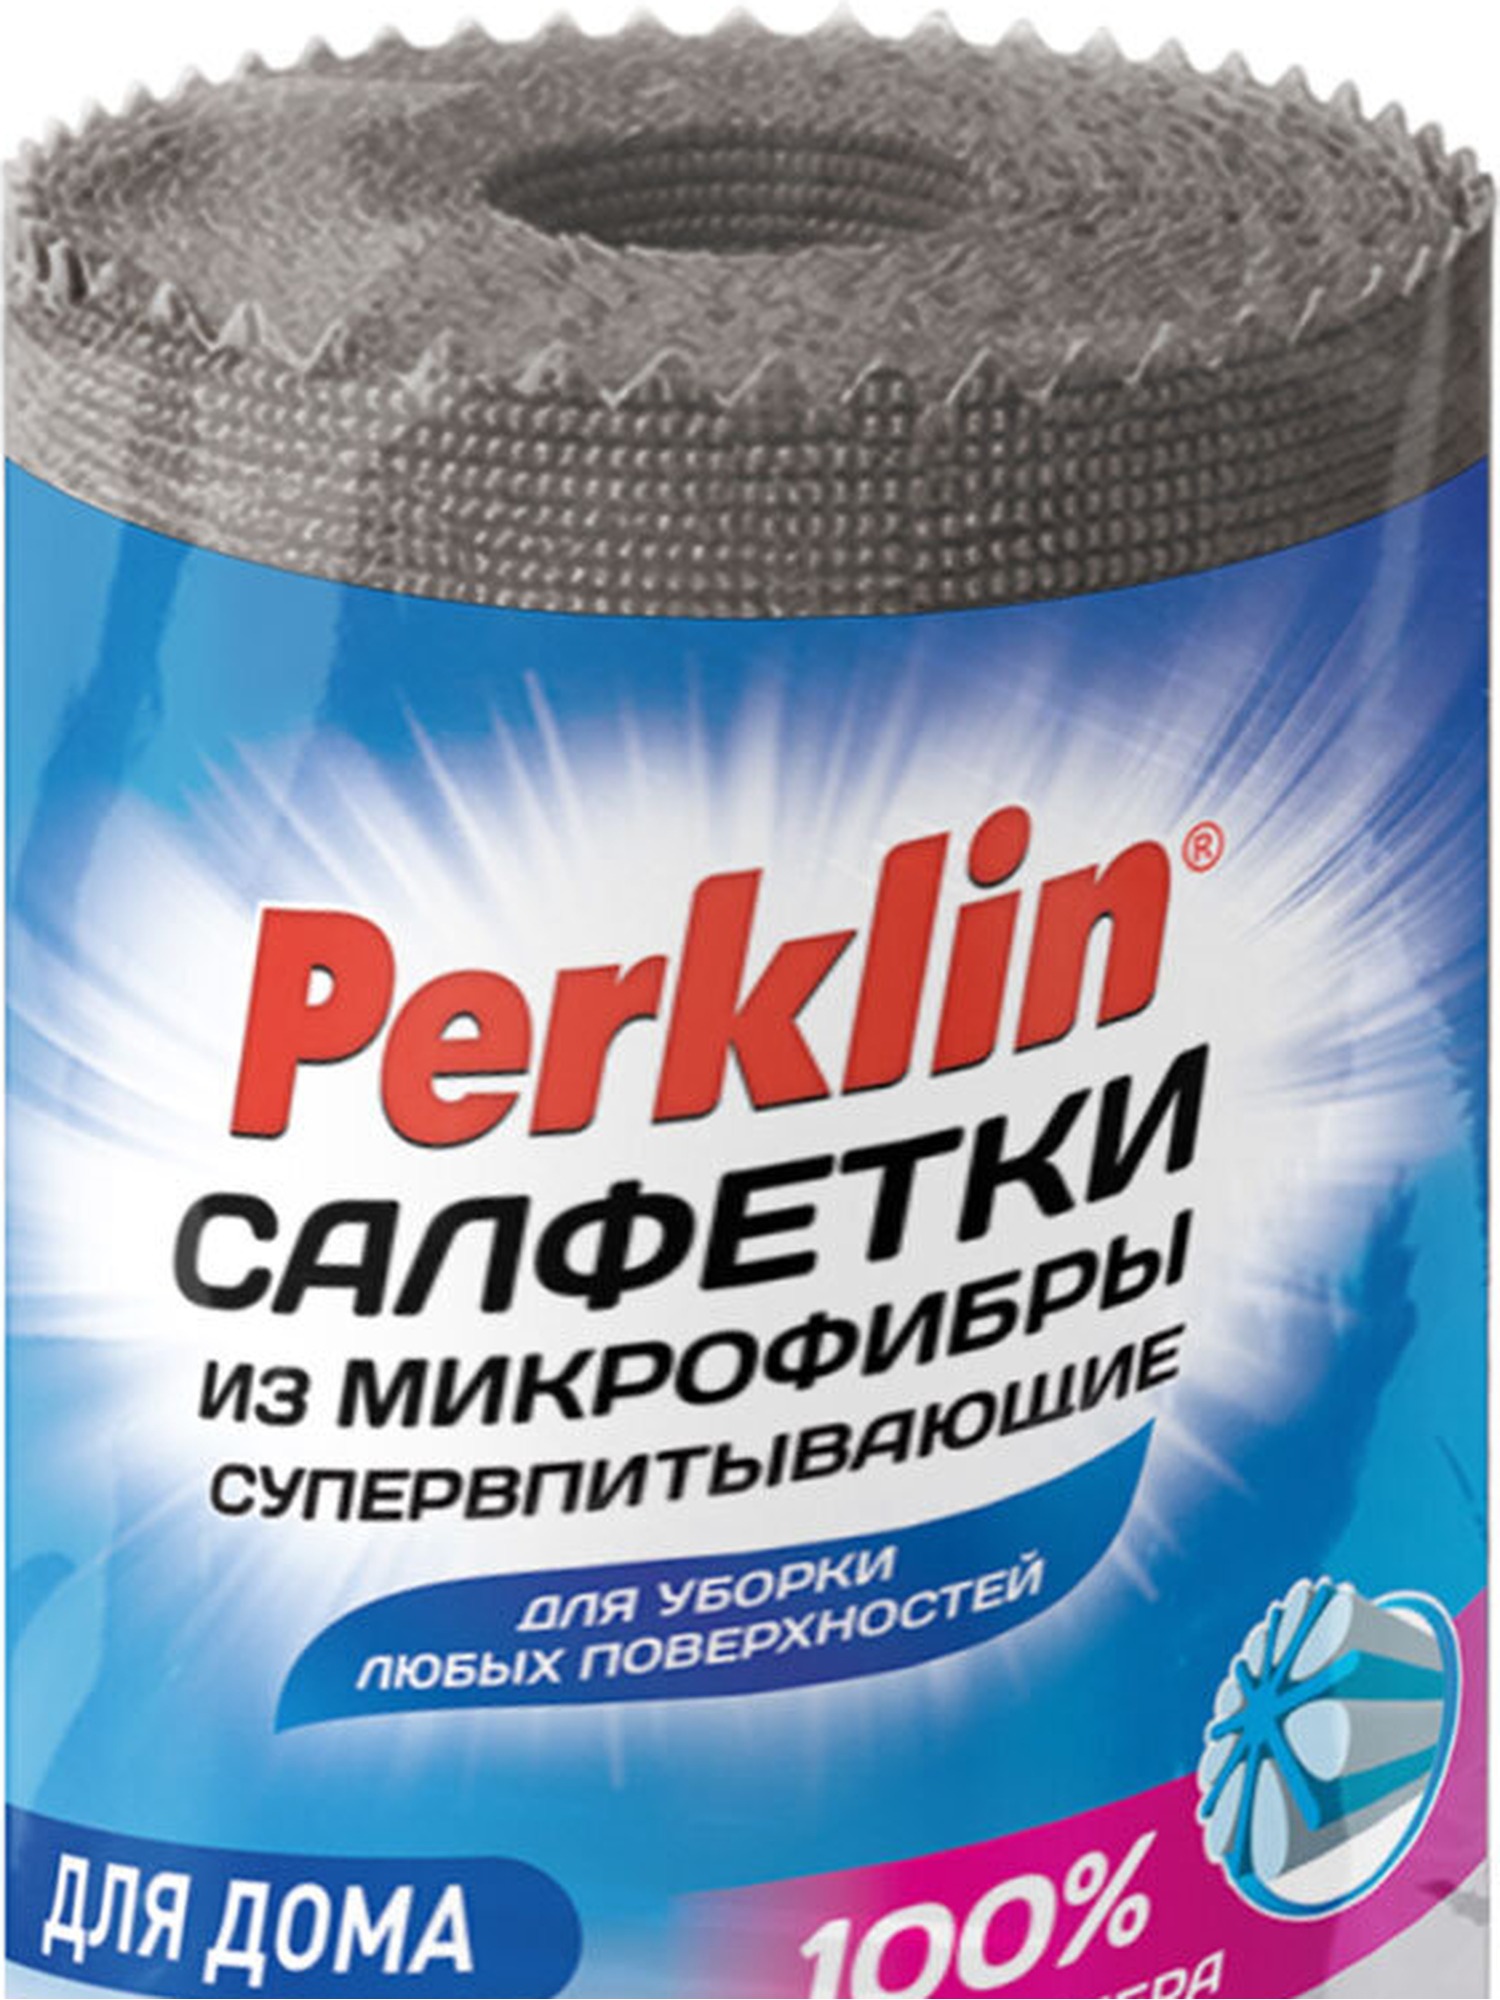 Perklin®
САЛФЕТКИ
ИЗ МИКРОФИБРЫ
СУПЕРВПИТЫВАЮЩИЕ
ДЛЯ УБОРКИ
ЛЮБЫХ ПОВЕРХНОСТЕЙ
ДЛЯ ДОМА
100%